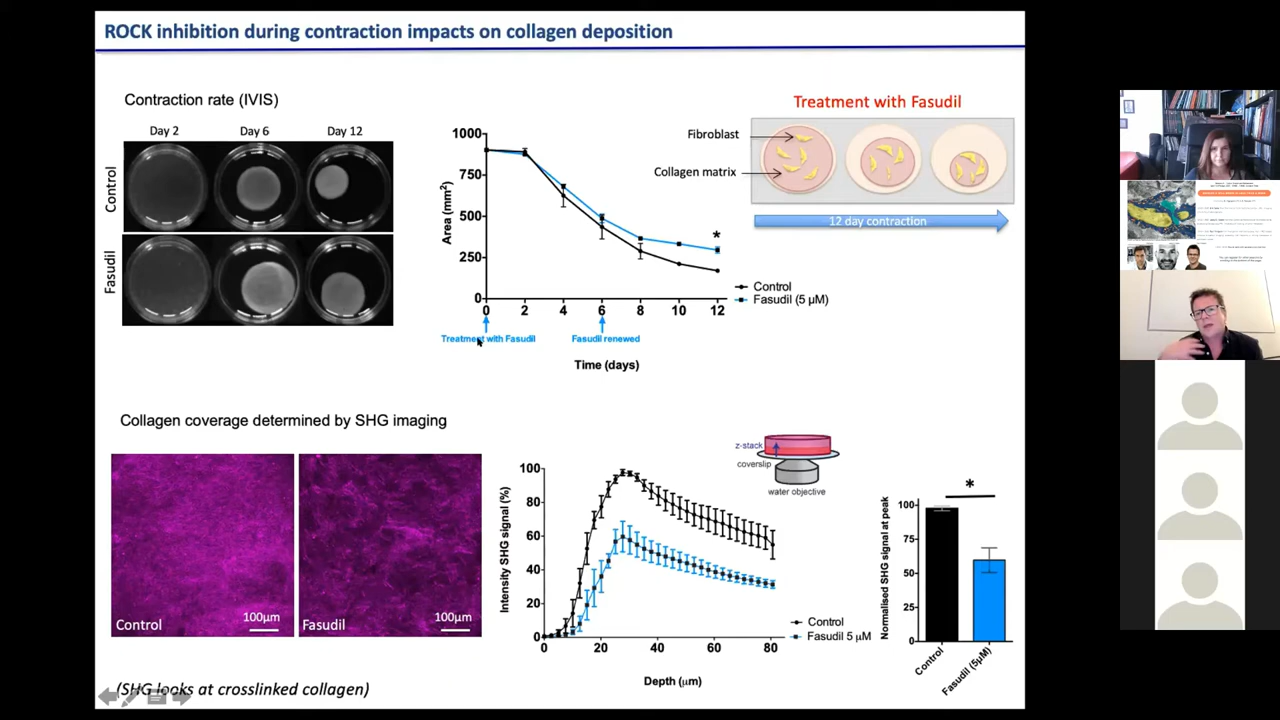 ROCK inhibition during contraction impacts on collagen deposition
Contraction rate (IVIS)
Day 2
Day 6
Day 12
Control
Fasudil
1000
750
500
250
0
Area (mm²)
0
2
4
6
8
10
12
*
Control
Fasudil (5 µM)
Treatment with Fasudil
Fasudil renewed
Time (days)
Treatment with Fasudil
Fibroblast
Collagen matrix
12 day contraction
Collagen coverage determined by SHG imaging
Control
100µm
Fasudil
100µm
100
80
60
40
20
0
Intensity SHG signal (%)
0
20
40
60
80
Depth (µm)
Control
Fasudil 5 µM
z-stack
coverslip
water objective
*
100
75
50
25
0
Normalised SHG signal at peak
Control
Fasudil (5µM)
(SHG looks at crosslinked collagen)